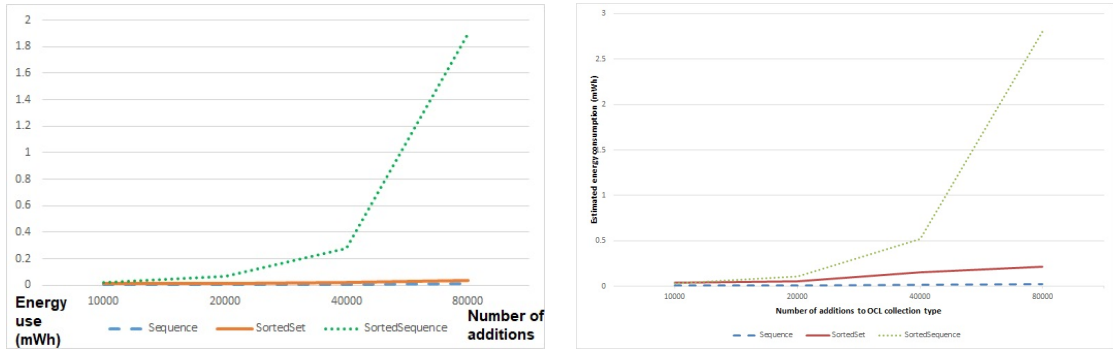 2
1.8
1.6
1.4
1.2
1
0.8
0.6
0.4
0.2
0
10000 20000 40000 80000
Energy
use
(mWh)
Number of
additions
Sequence SortedSet SortedSequence
3
2.5
2
1.5
1
0.5
0
Estimated energy consumption (mWh)
10000 20000 40000 80000
Number of additions to OCL collection type
Sequence SortedSet SortedSequence